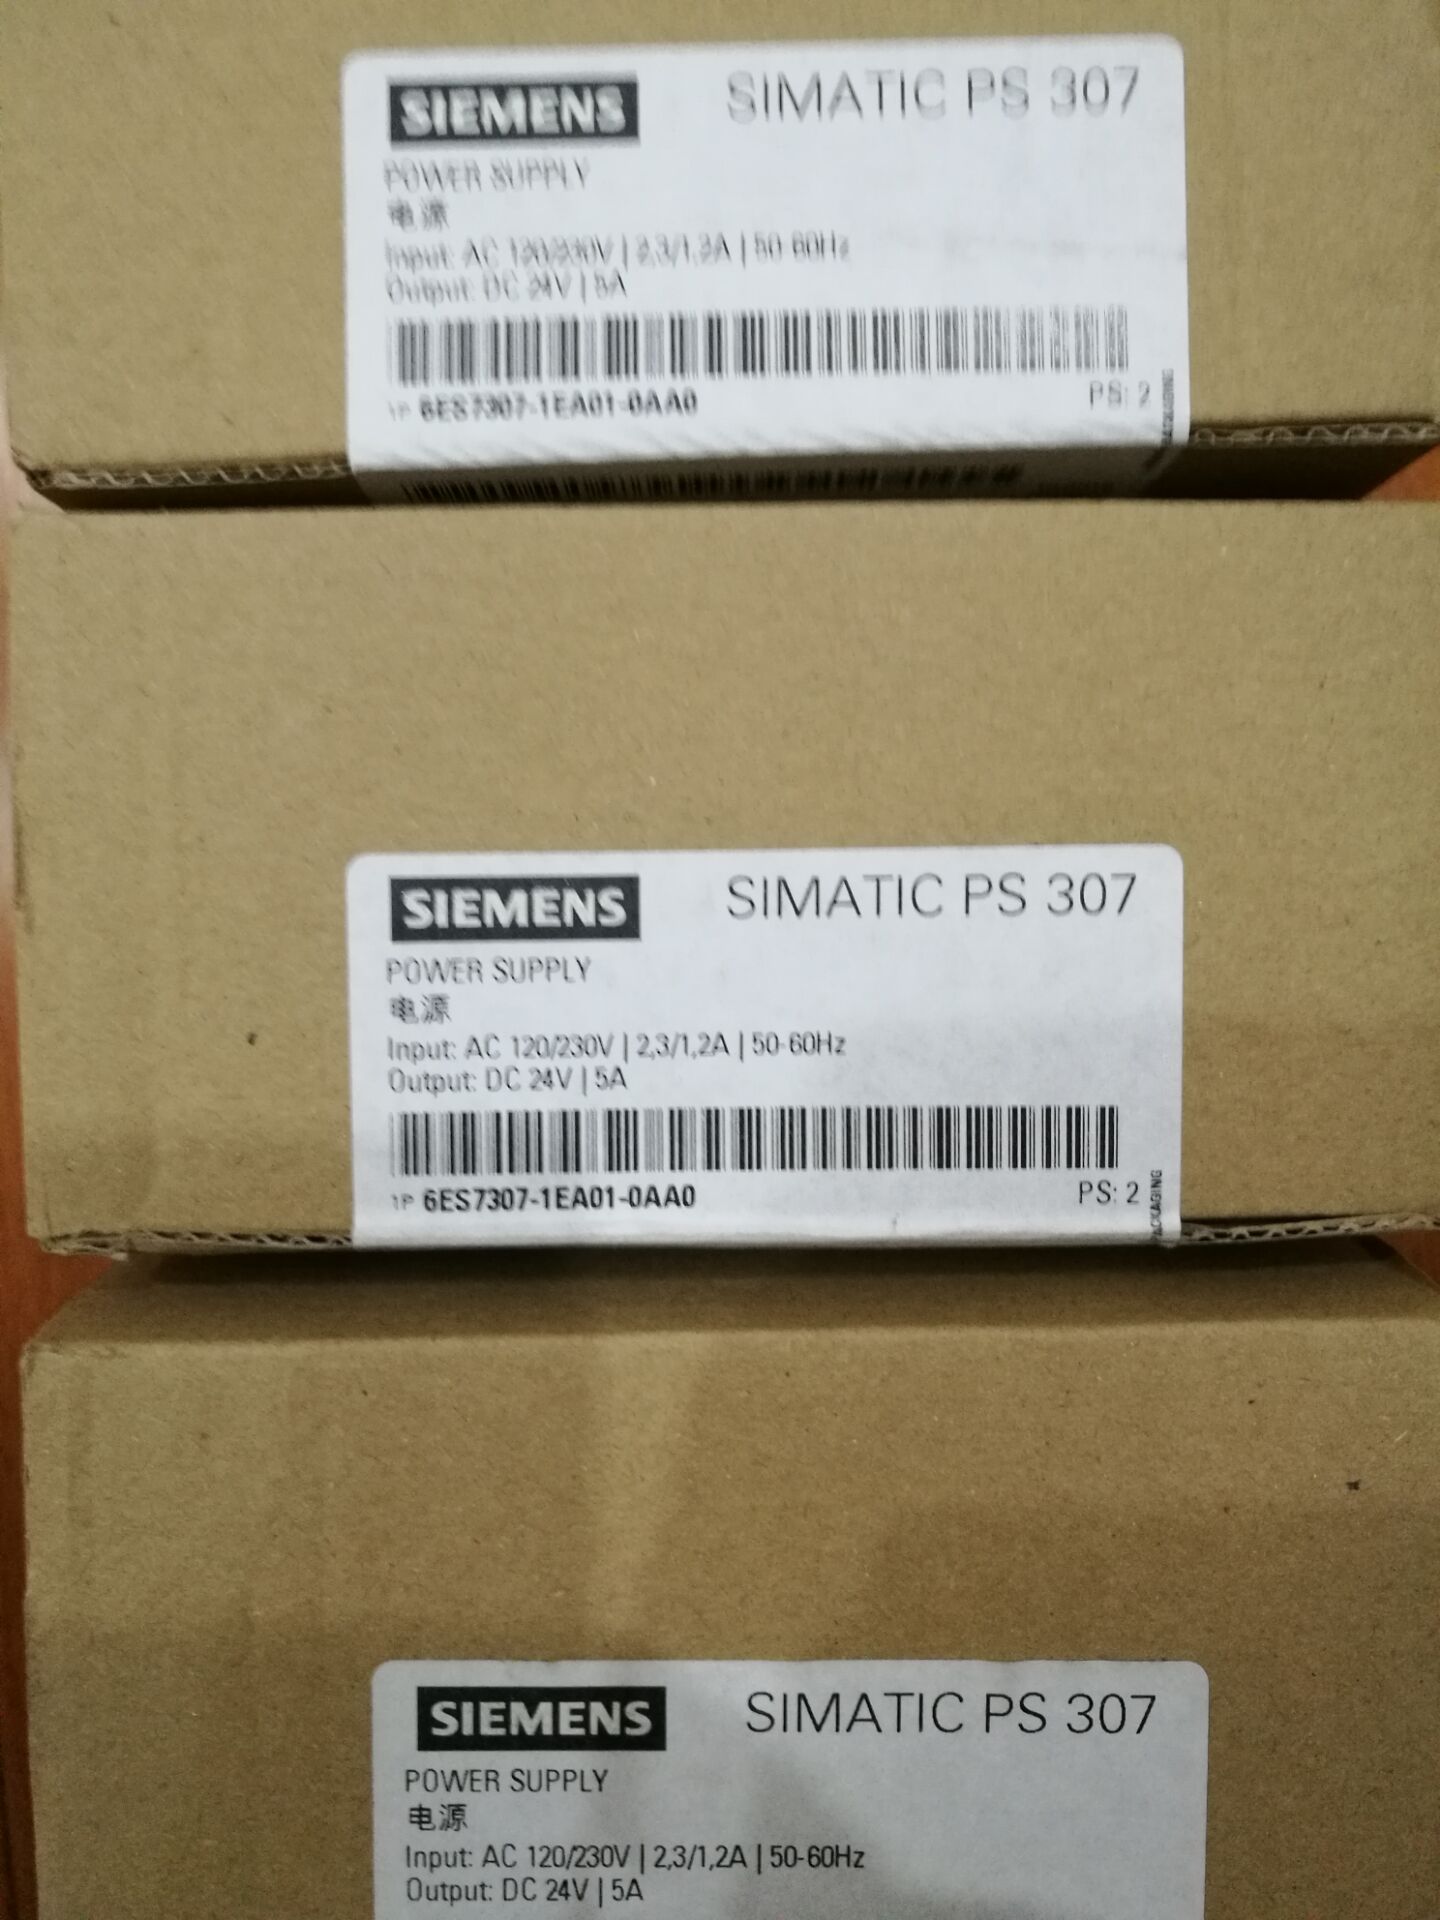 SIEMENS SIMATIC PS 307
POWER SUPPLY
电源
Input: AC 120/230V | 2,3/1,2A | 50-60Hz
Output: DC 24V | 5A
1P 6ES7307-1EA01-0AA0 PS: 2
PACKAGING
SIEMENS SIMATIC PS 307
POWER SUPPLY
电源
Input: AC 120/230V | 2,3/1,2A | 50-60Hz
Output: DC 24V | 5A
1P 6ES7307-1EA01-0AA0 PS: 2
PACKAGING
SIEMENS SIMATIC PS 307
POWER SUPPLY
电源
Input: AC 120/230V | 2,3/1,2A | 50-60Hz
Output: DC 24V | 5A